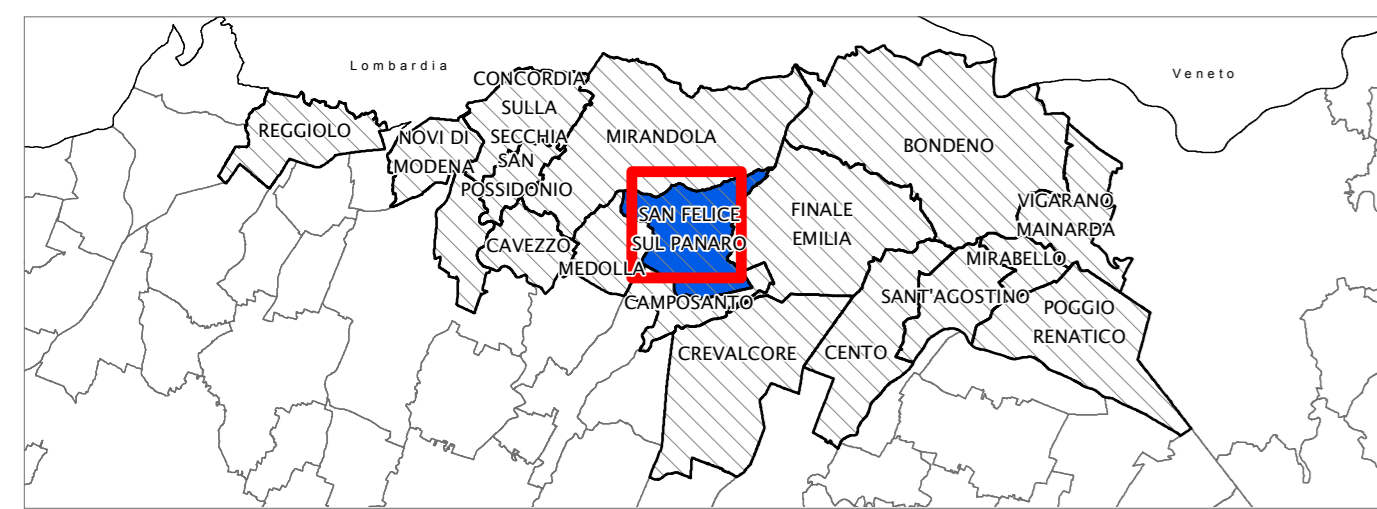 Lombardia
Veneto
CONCORDIA
SULLA
SECCHIA
REGGIOLO
NOVI DI
MODENA
SAN
POSSIDONIO
MIRANDOLA
BONDENO
SAN FELICE
SUL PANARO
FINALE
EMILIA
VIGARANO
MAINARDA
CAVEZZO
MEDOLLA
MIRABELLO
CAMPOSANTO
SANT'AGOSTINO
POGGIO
RENATICO
CREVALCORE
CENTO